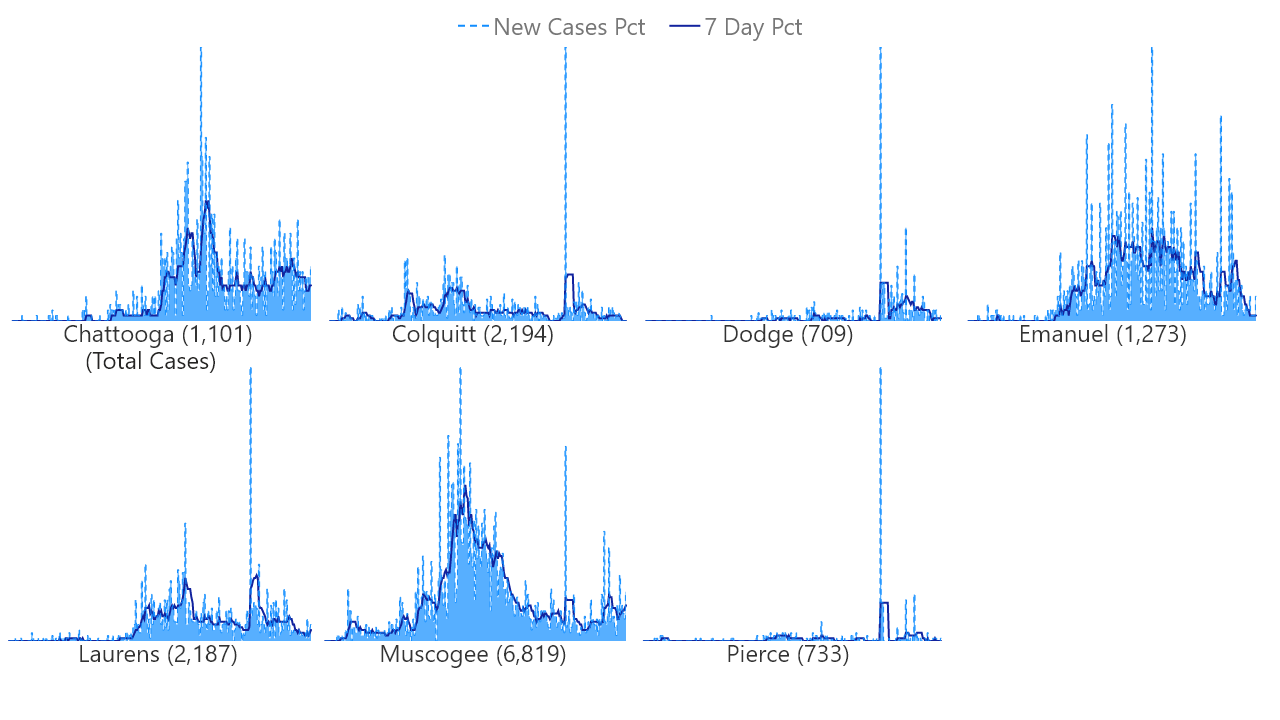 New Cases Pct 7 Day Pct
Chattooga (1,101)
(Total Cases)
Colquitt (2,194)
Dodge (709)
Emanuel (1,273)
Laurens (2,187)
Muscogee (6,819)
Pierce (733)